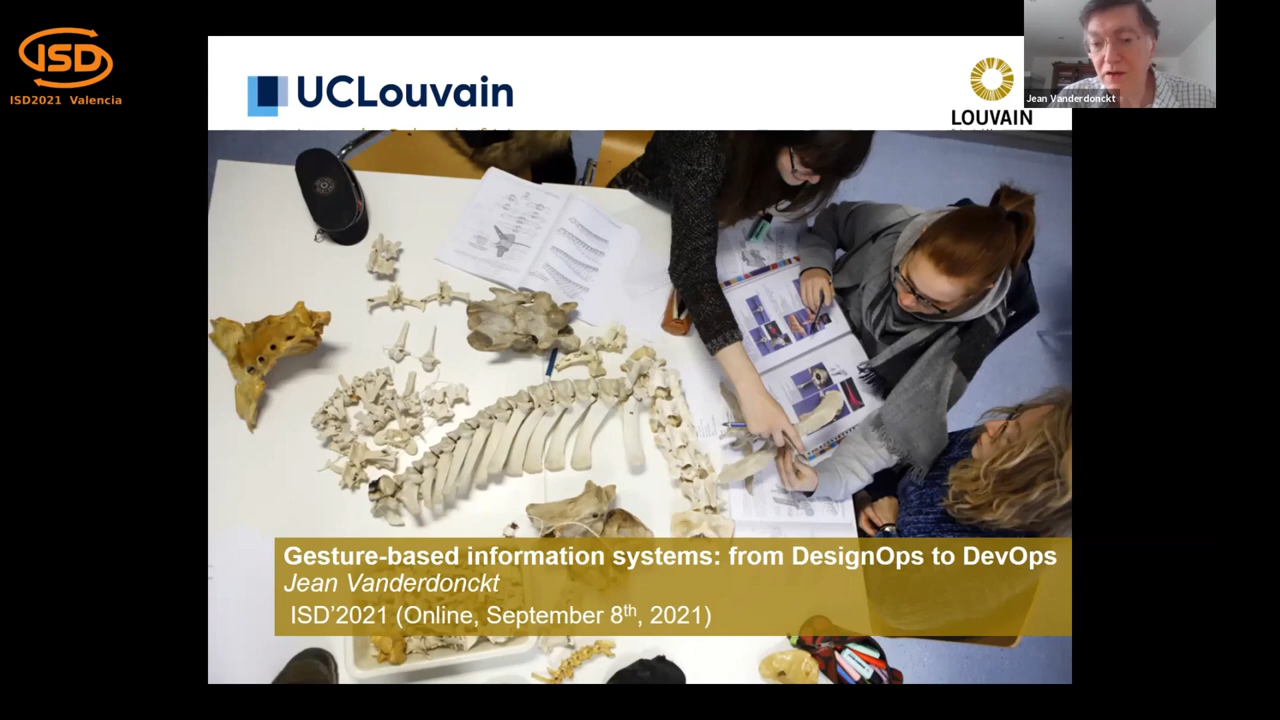 ISD
ISD2021 Valencia
UCLouvain
LOUVAIN
Jean Vanderdonckt
Gesture-based information systems: from DesignOps to DevOps
Jean Vanderdonckt
ISD’2021 (Online, September 8th, 2021)